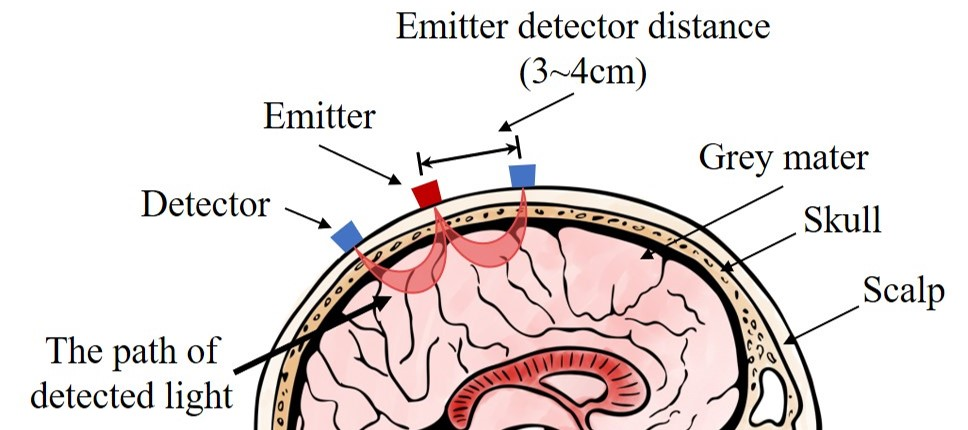 Emitter detector distance
(3~4cm)
Emitter
Grey mater
Detector
Skull
Scalp
The path of
detected light